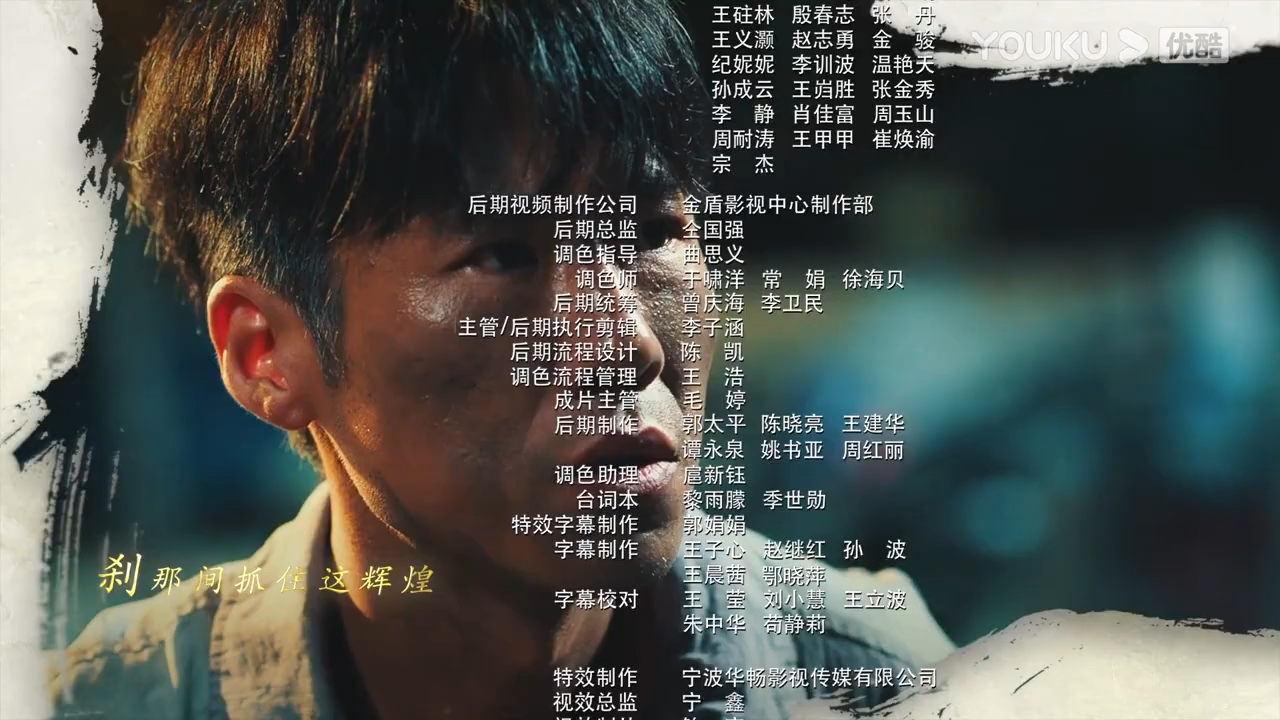 王砫林 殷春志 张 丹
王义灏 赵志勇 金 骏
YOUKU 优酷
纪妮妮 李训波 温艳天
孙成云 王岿胜 张金秀
李 静 肖佳富 周玉山
周耐涛 王甲甲 崔焕渝
宗 杰
后期视频制作公司 金盾影视中心制作部
后期总监 全国强
调色指导 曲思义
调色师 于啸洋 常 娟 徐海贝
后期统筹 曾庆海 李卫民
主管/后期执行剪辑 李子涵
后期流程设计 陈 凯
调色流程管理 王 浩
成片主管 毛 婷
后期制作 郭太平 陈晓亮 王建华
谭永泉 姚书亚 周红丽
调色助理 扈新钰
台词本 黎雨朦 季世勋
特效字幕制作 郭娟娟
字幕制作 王子心 赵继红 孙 波
王晨茜 鄂晓萍
刹那间抓住这辉煌
字幕校对 王 莹 刘小慧 王立波
朱中华 苟静莉
特效制作 宁波华畅影视传媒有限公司
视效总监 宁 鑫